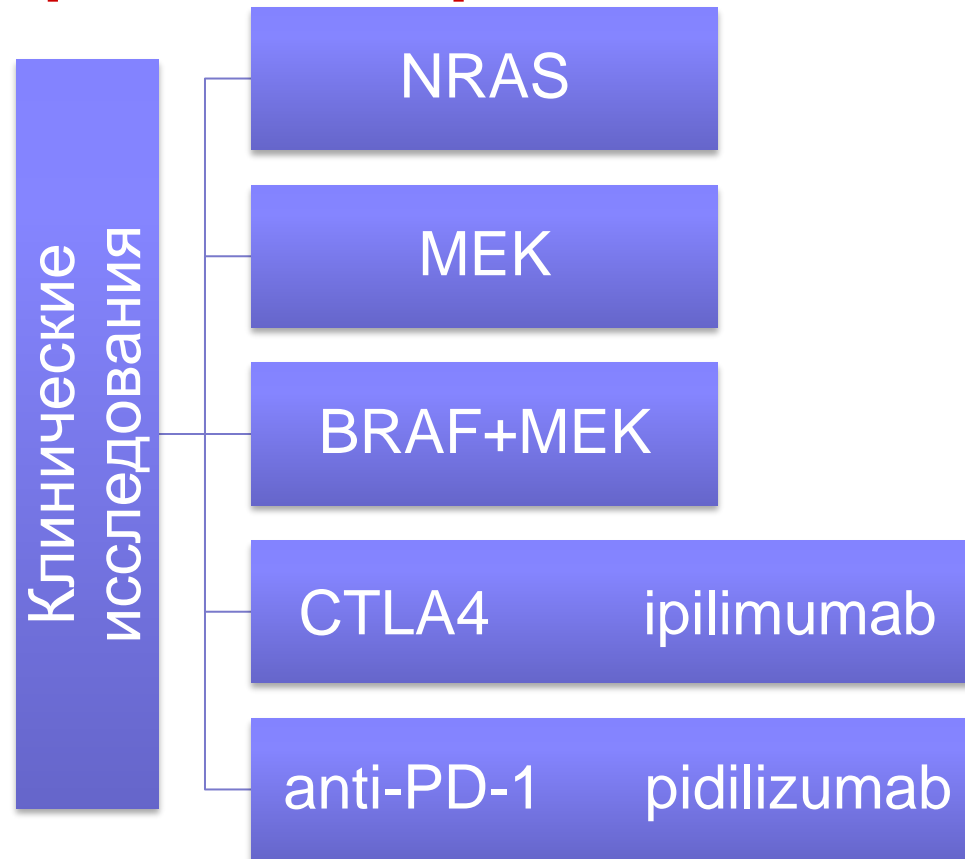 Клинические
исследования
NRAS
MEK
BRAF+MEK
CTLA4 ipilimumab
anti-PD-1 pidilizumab